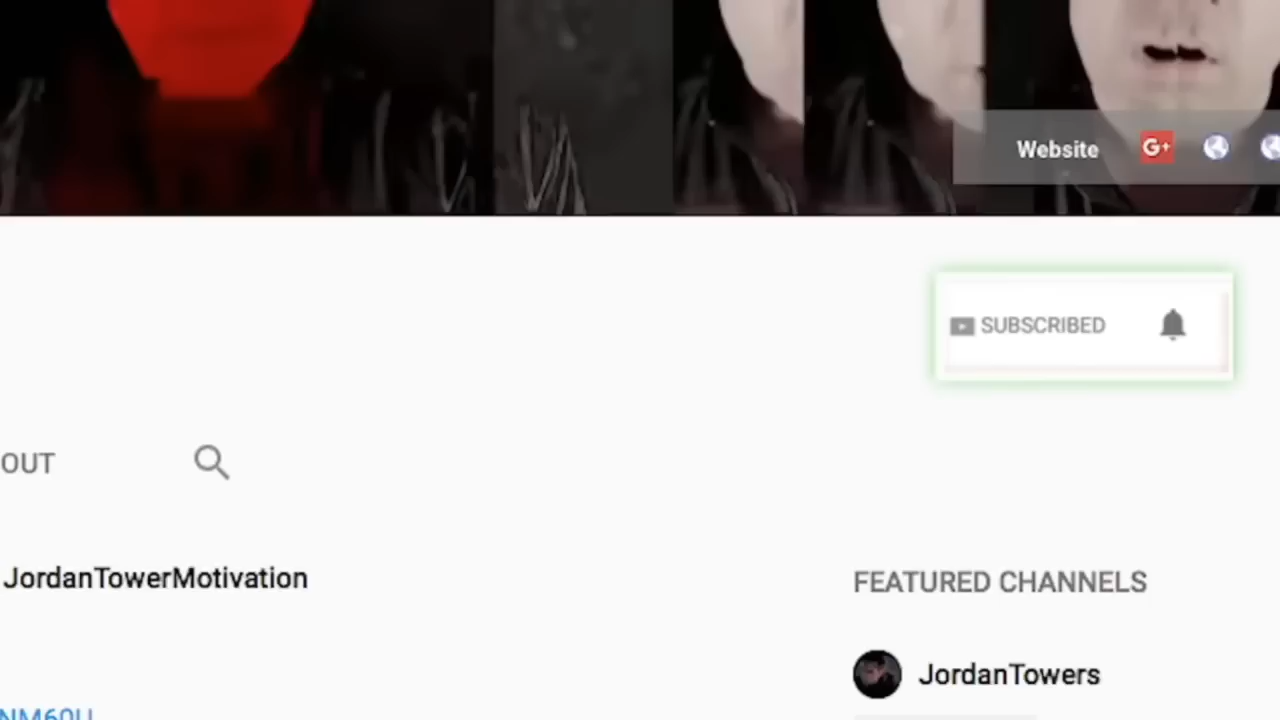 Website G+
SUBSCRIBED
OUT
JordanTowerMotivation
FEATURED CHANNELS
JordanTowers